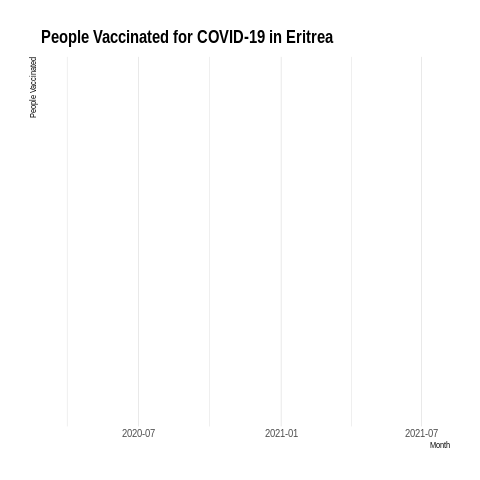 People Vaccinated for COVID-19 in Eritrea
People Vaccinated
2020-07
2021-01
2021-07
Month